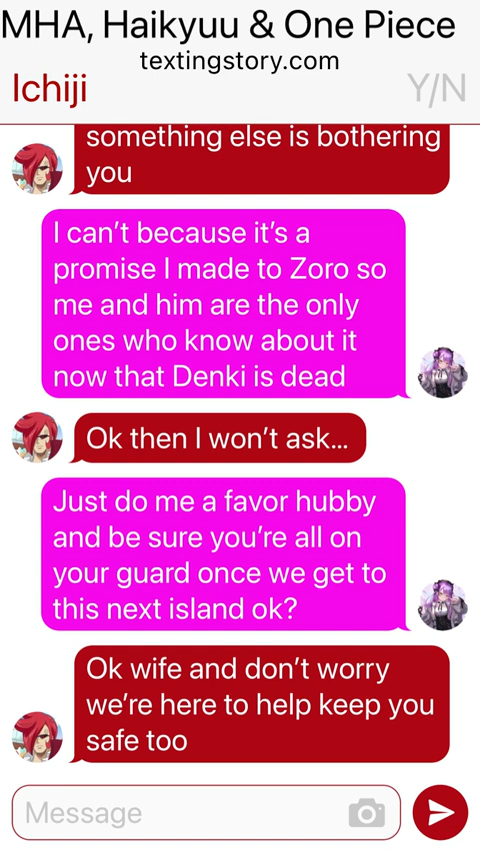 MHA, Haikyuu & One Piece
textingstory.com
Ichiji
Y/N
something else is bothering
you
I can’t because it’s a
promise I made to Zoro so
me and him are the only
ones who know about it
now that Denki is dead
Ok then I won’t ask...
Just do me a favor hubby
and be sure you’re all on
your guard once we get to
this next island ok?
Ok wife and don’t worry
we’re here to help keep you
safe too
Message